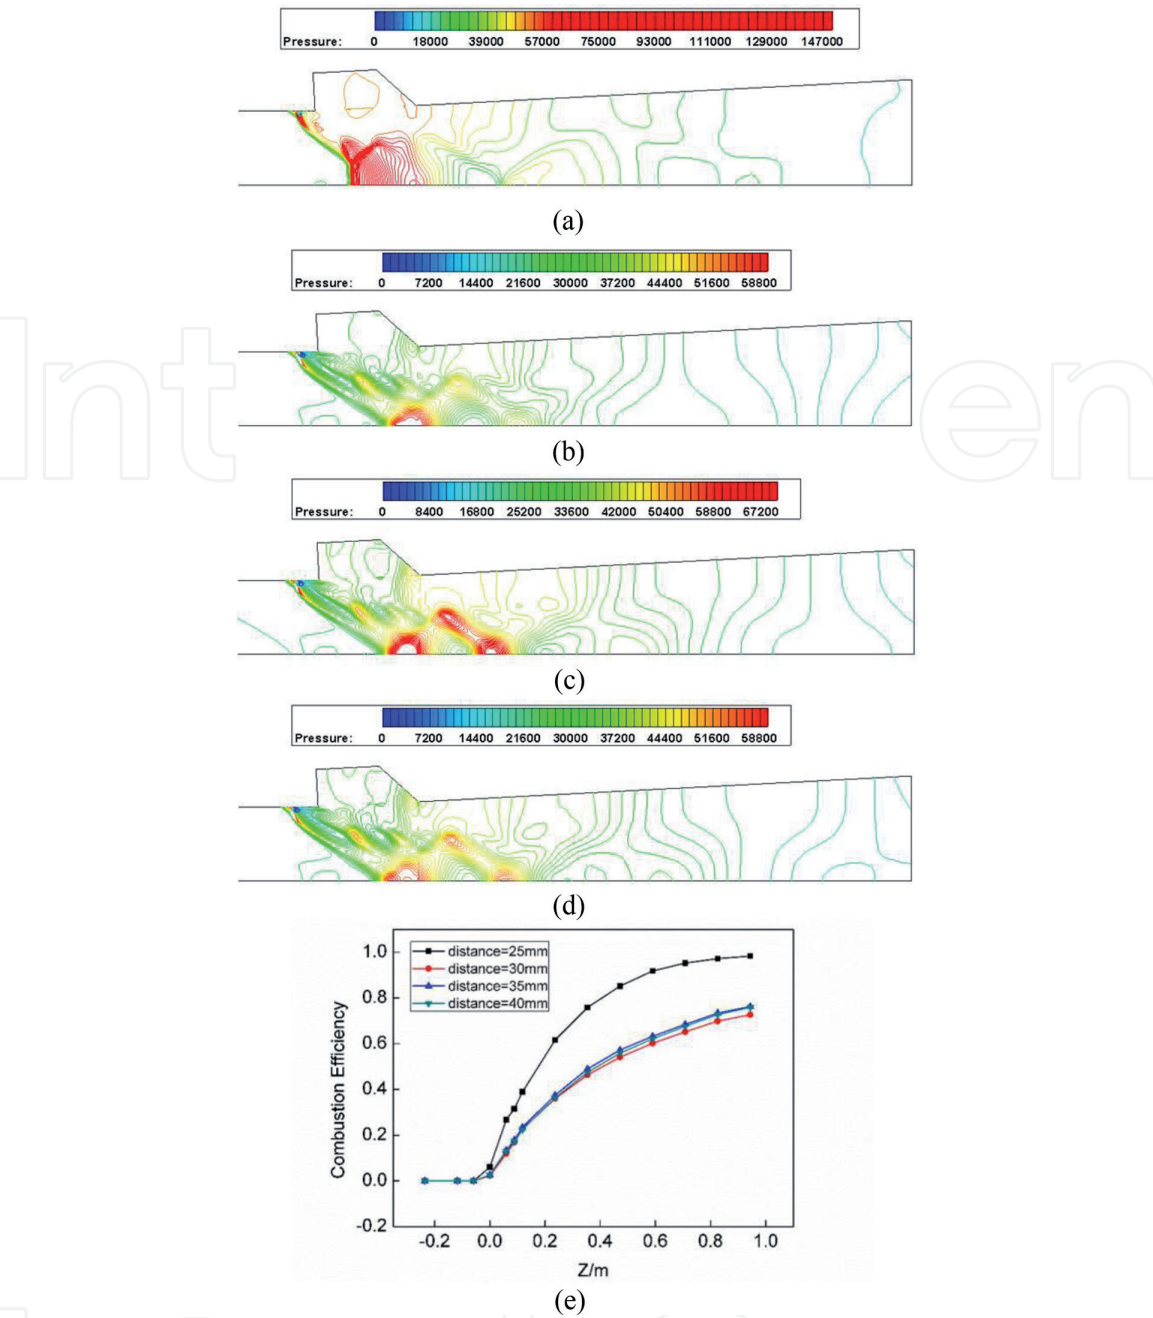 Pressure: 0 18000 39000 57000 75000 93000 111000 129000 147000
(a)
Pressure: 0 7200 14400 21600 30000 37200 44400 51600 58800
(b)
Pressure: 0 8400 16800 25200 33600 42000 50400 58800 67200
(c)
Pressure: 0 7200 14400 21600 30000 37200 44400 51600 58800
(d)
distance=25mm
distance=30mm
distance=35mm
distance=40mm
Combustion Efficiency
1.0
0.8
0.6
0.4
0.2
0.0
-0.2
-0.2 0.0 0.2 0.4 0.6 0.8 1.0
Z/m
(e)
Int en